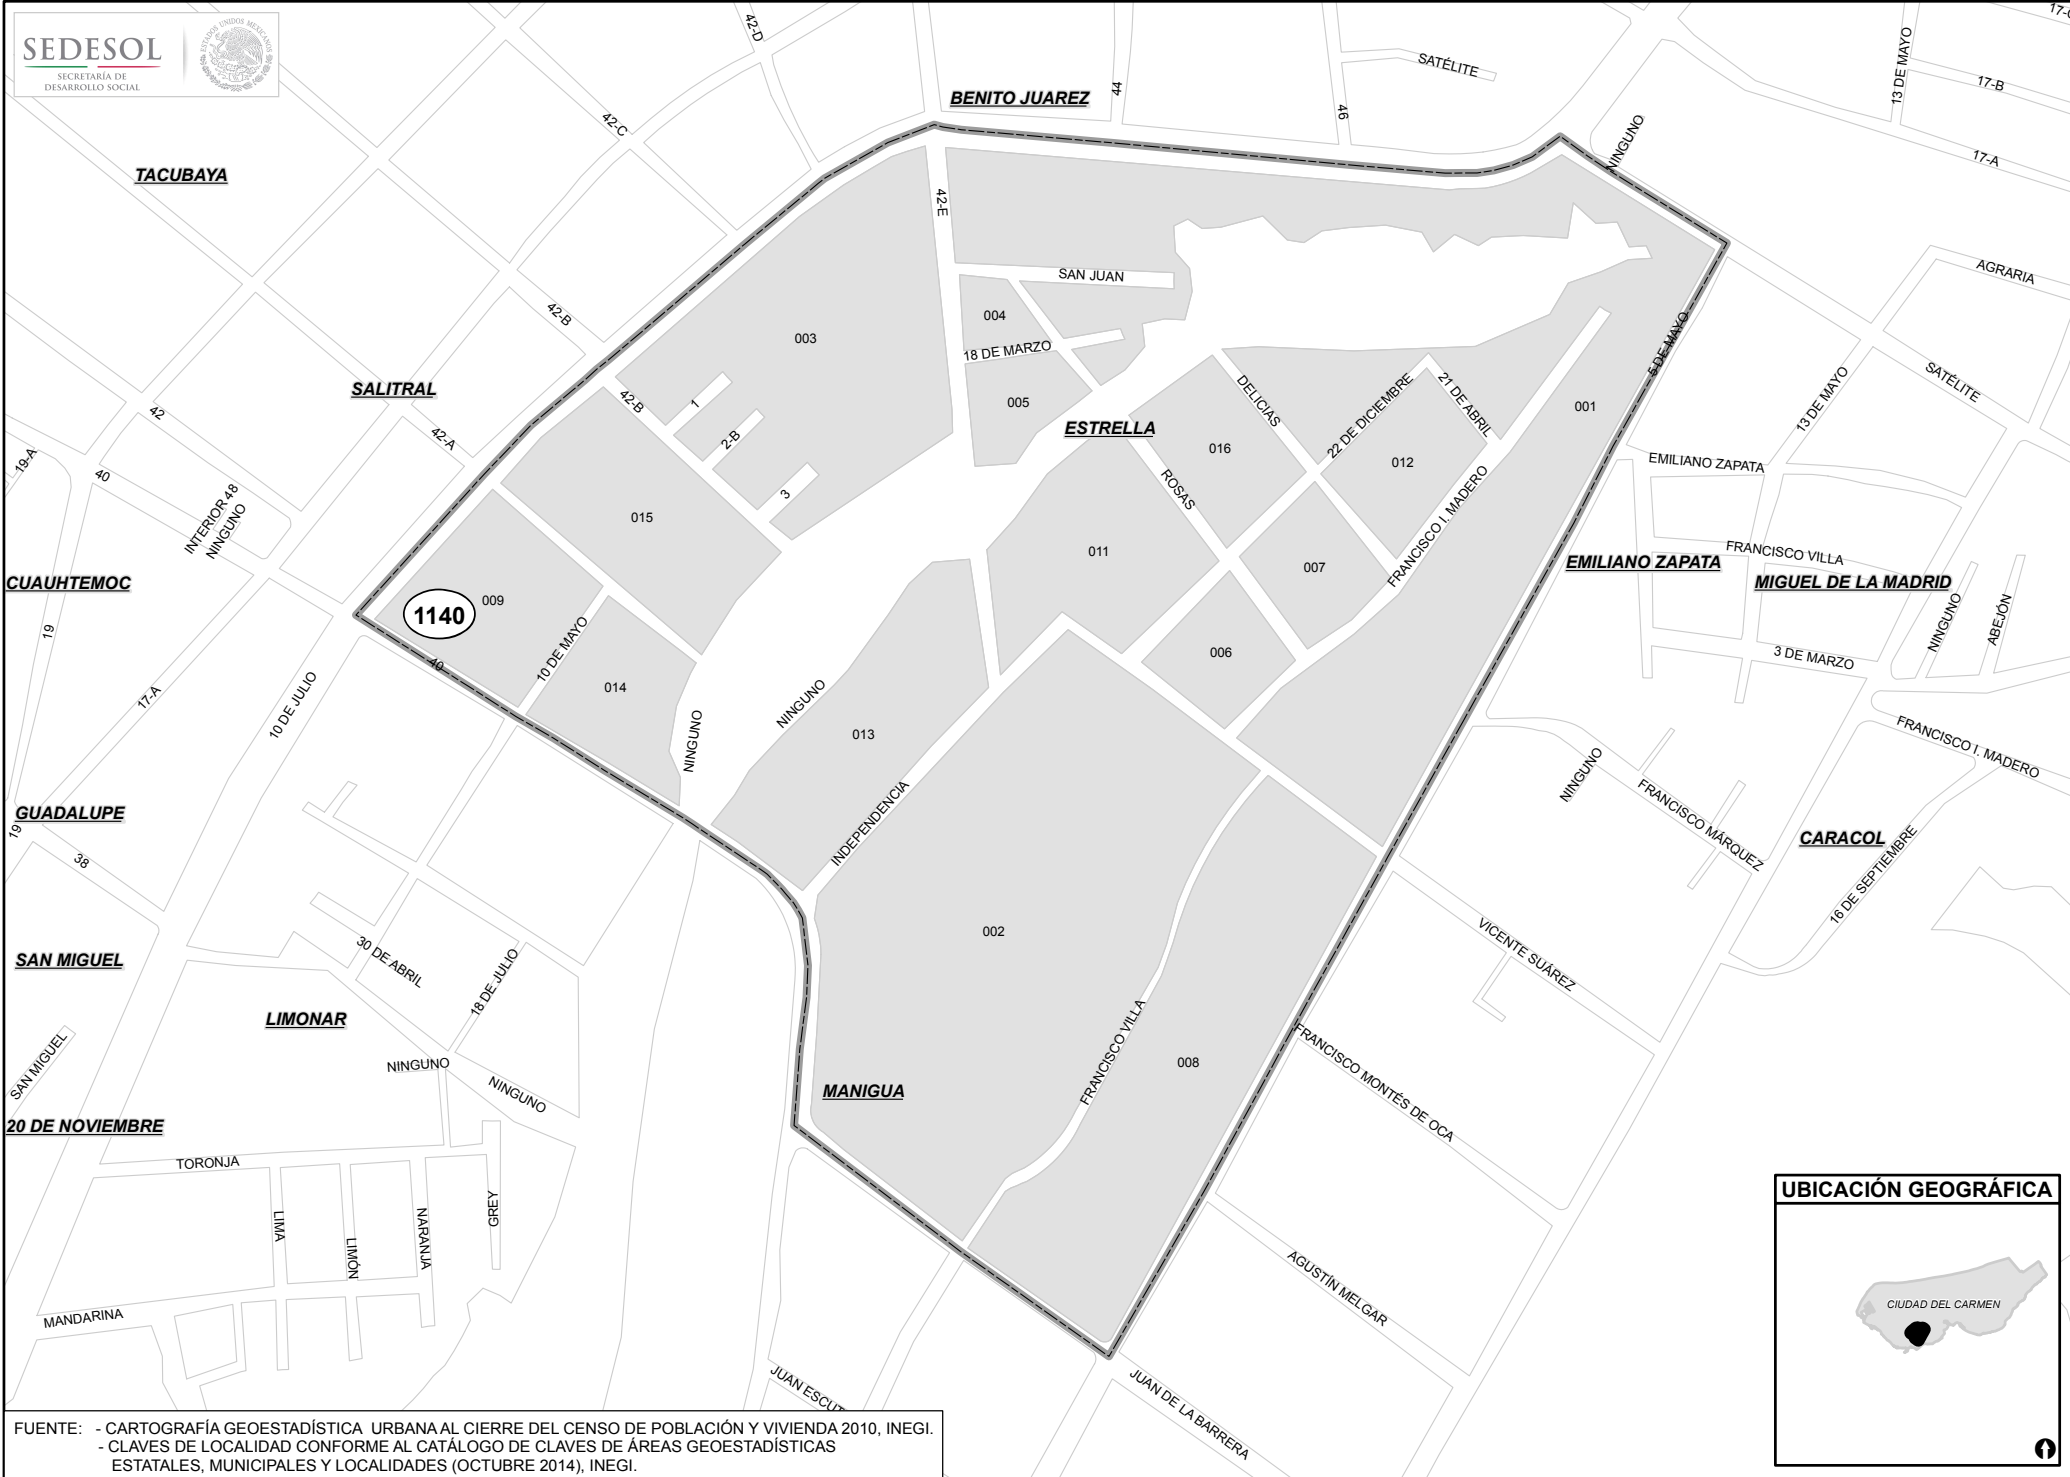 SEDESOL
SECRETARÍA DE
DESARROLLO SOCIAL
ESTADOS UNIDOS MEXICANOS
42-D
44
46
SATÉLITE
13 DE MAYO
17-B
17-A
BENITO JUAREZ
42-C
NINGUNO
TACUBAYA
42-E
AGRARIA
SAN JUAN
42-B
004
003
18 DE MARZO
5 DE MAYO
SALITRAL
42-B
1
005
DELICIAS
22 DICIEMBRE
21 DE ABRIL
001
13 DE MAYO
SATÉLITE
42
42-A
2-B
ESTRELLA
016
012
EMILIANO ZAPATA
19-A
40
INTERIOR 48
NINGUNO
3
ROSAS
FRANCISCO I. MADERO
015
011
007
FRANCISCO VILLA
EMILIANO ZAPATA
MIGUEL DE LA MADRID
CUAUHTEMOC
009
1140
19
40
10 DE MAYO
006
NINGUNO
ABEJÓN
3 DE MARZO
014
17-A
10 DE JULIO
NINGUNO
NINGUNO
013
FRANCISCO I. MADERO
NINGUNO
FRANCISCO MÁRQUEZ
GUADALUPE
19
38
INDEPENDENCIA
CARACOL
16 DE SEPTIEMBRE
002
SAN MIGUEL
30 DE ABRIL
18 DE JULIO
VICENTE SUÁREZ
LIMONAR
FRANCISCO VILLA
008
FRANCISCO MONTÉS DE OCA
SAN MIGUEL
NINGUNO
NINGUNO
MANIGUA
20 DE NOVIEMBRE
TORONJA
LIMA
LIMÓN
NARANJA
GREY
MANDARINA
AGUSTÍN MELGAR
JUAN DE LA BARRERA
UBICACIÓN GEOGRÁFICA
CIUDAD DEL CARMEN
FUENTE: - CARTOGRAFÍA GEOESTADÍSTICA URBANA AL CIERRE DEL CENSO DE POBLACIÓN Y VIVIENDA 2010, INEGI.
- CLAVES DE LOCALIDAD CONFORME AL CATÁLOGO DE CLAVES DE ÁREAS GEOESTADÍSTICAS
ESTATALES, MUNICIPALES Y LOCALIDADES (OCTUBRE 2014), INEGI.